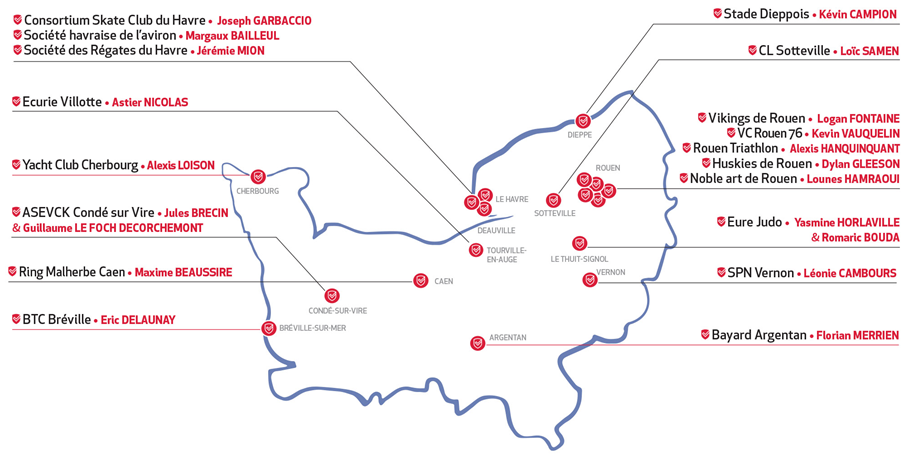 Consortium Skate Club du Havre • Joseph GARBACCIO
Société havraise de l'aviron • Margaux BAILLEUL
Société des Régates du Havre • Jérémie MION
Ecurie Villotte • Astier NICOLAS
Yacht Club Cherbourg • Alexis LOISON
ASEVCK Condé sur Vire • Jules BRECIN
& Guillaume LE FOCH DECORCHEMONT
Ring Malherbe Caen • Maxime BEAUSSIRE
BTC Bréville • Eric DELAUNAY
Stade Dieppois • Kévin CAMPION
CL Sotteville • Loïc SAMEN
Vikings de Rouen • Logan FONTAINE
VC Rouen 76 • Kevin VAUQUELIN
Rouen Triathlon • Alexis HANQUINQUANT
Huskies de Rouen • Dylan GLEESON
Noble art de Rouen • Lounes HAMRAOUI
Eure Judo • Yasmine HORLAVILLE
& Romaric BOUDA
SPN Vernon • Léonie CAMBOURS
Bayard Argentan • Florian MERRIEN
DIEPPE
ROUEN
CHERBOURG
LE HAVRE
SOTTEVILLE
DEAUVILLE
TOURVILLE-
EN-AUGE
LE THUIT-SIGNOL
VERNON
CAEN
CONDÉ-SUR-VIRE
BRÉVILLE-SUR-MER
ARGENTAN